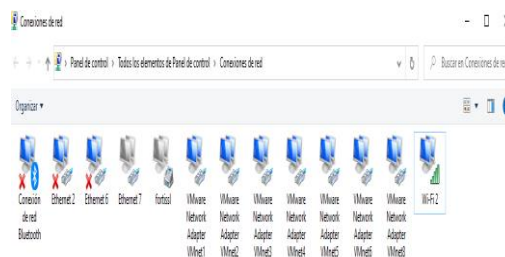 Conexiones de red
Panel de control > Todos los elementos de Panel de control > Conexiones de red
Buscar en Conexiones de re
Organizar
Conexión de red Bluetooth
Ethernet 2
Ethernet 6
Ethernet 7
fortissl
VMware Network Adapter VMnet1
VMware Network Adapter VMnet2
VMware Network Adapter VMnet3
VMware Network Adapter VMnet4
VMware Network Adapter VMnet5
VMware Network Adapter VMnet6
VMware Network Adapter VMnet8
Wi-Fi 2